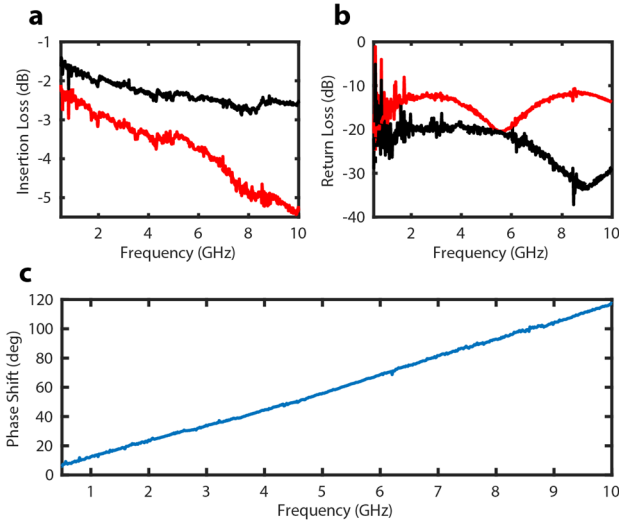 a
b
-1
-2
-3
-4
-5
Insertion Loss (dB)
2 4 6 8 10
Frequency (GHz)
0
-10
-20
-30
-40
Return Loss (dB)
2 4 6 8 10
Frequency (GHz)
c
120
100
80
60
40
20
0
Phase Shift (deg)
1 2 3 4 5 6 7 8 9 10
Frequency (GHz)